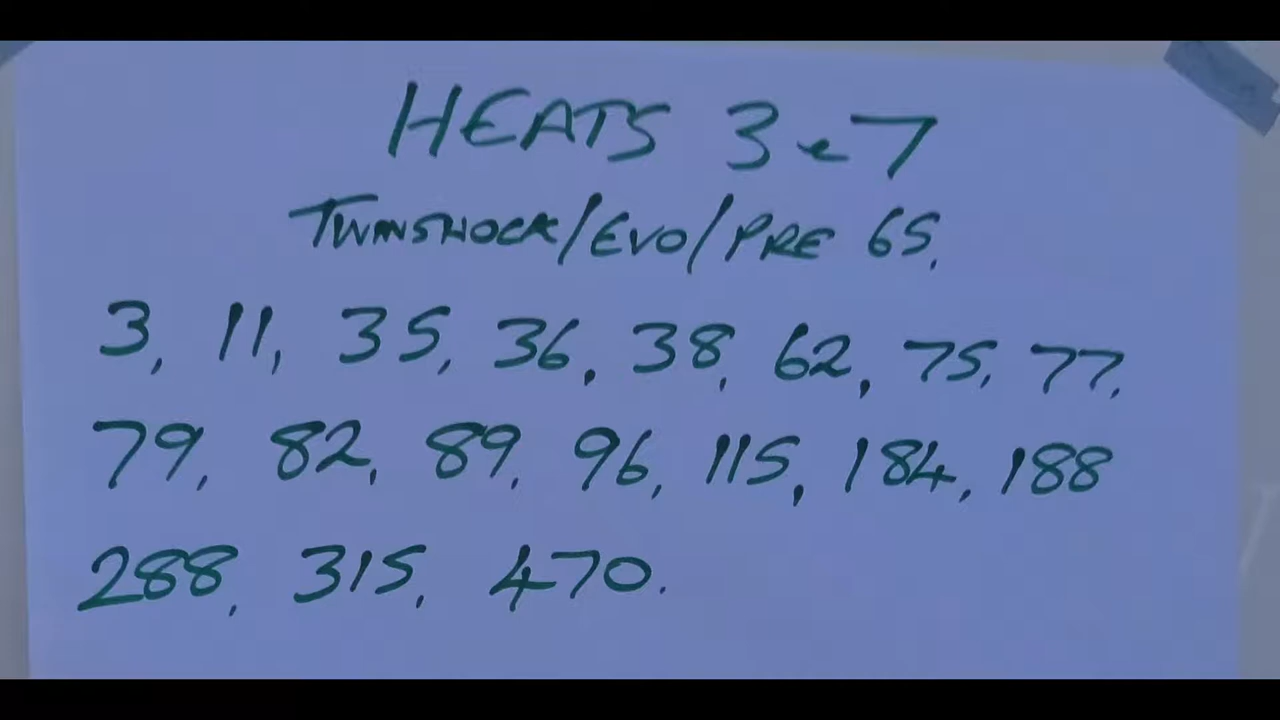 HEATS 3 & 7
TWINSHOCK/EVO/PRE 65.
3, 11, 35, 36, 38, 62, 75, 77,
79, 82, 89, 96, 115, 184, 188
288, 315, 470.